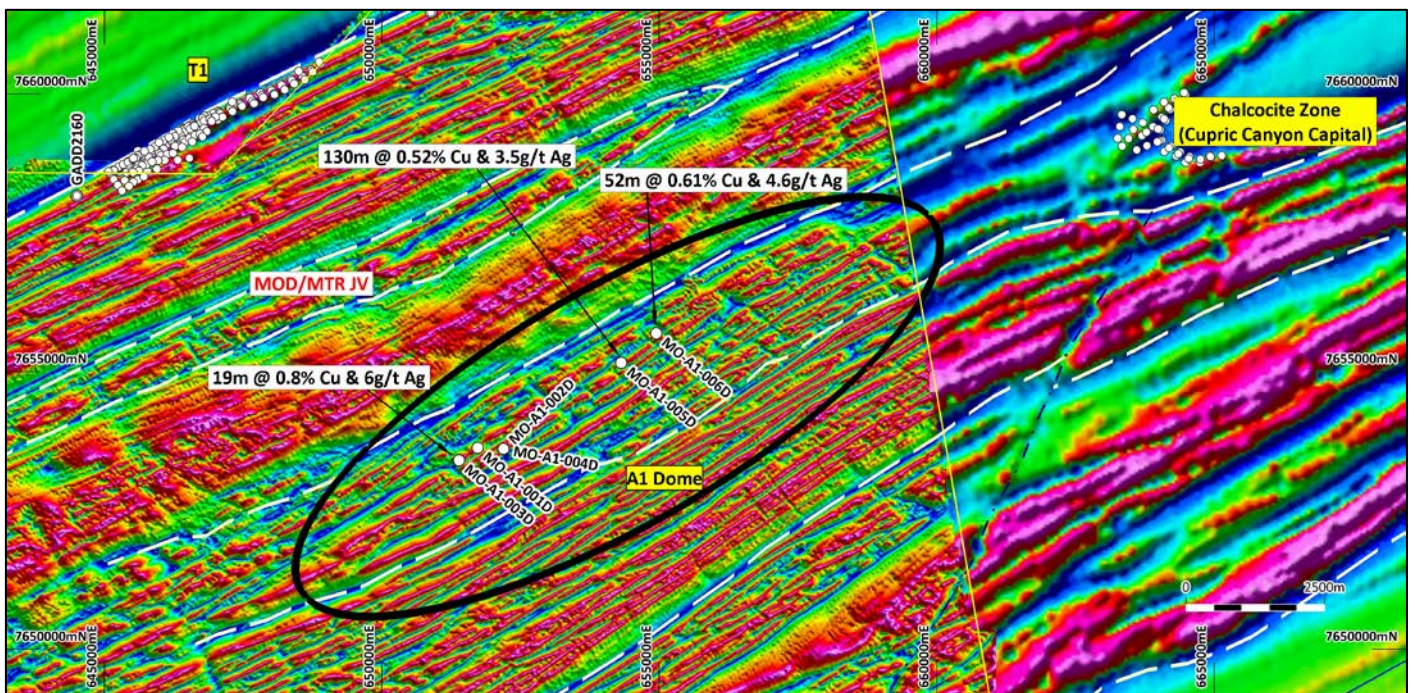 645000mE
650000mE
655000mE
660000mE
665000mE
7660000mN
7660000mN
T1
GADD2160
Chalcocite Zone
(Cupric Canyon Capital)
130m @ 0.52% Cu & 3.5g/t Ag
52m @ 0.61% Cu & 4.6g/t Ag
MOD/MTR JV
7655000mN
7655000mN
MO-A1-006D
MO-A1-005D
19m @ 0.8% Cu & 6g/t Ag
MO-A1-002D
MO-A1-004D
MO-A1-001D
MO-A1-003D
A1 Dome
0
2500m
7650000mN
7650000mN
645000mE
650000mE
655000mE
660000mE
665000mE